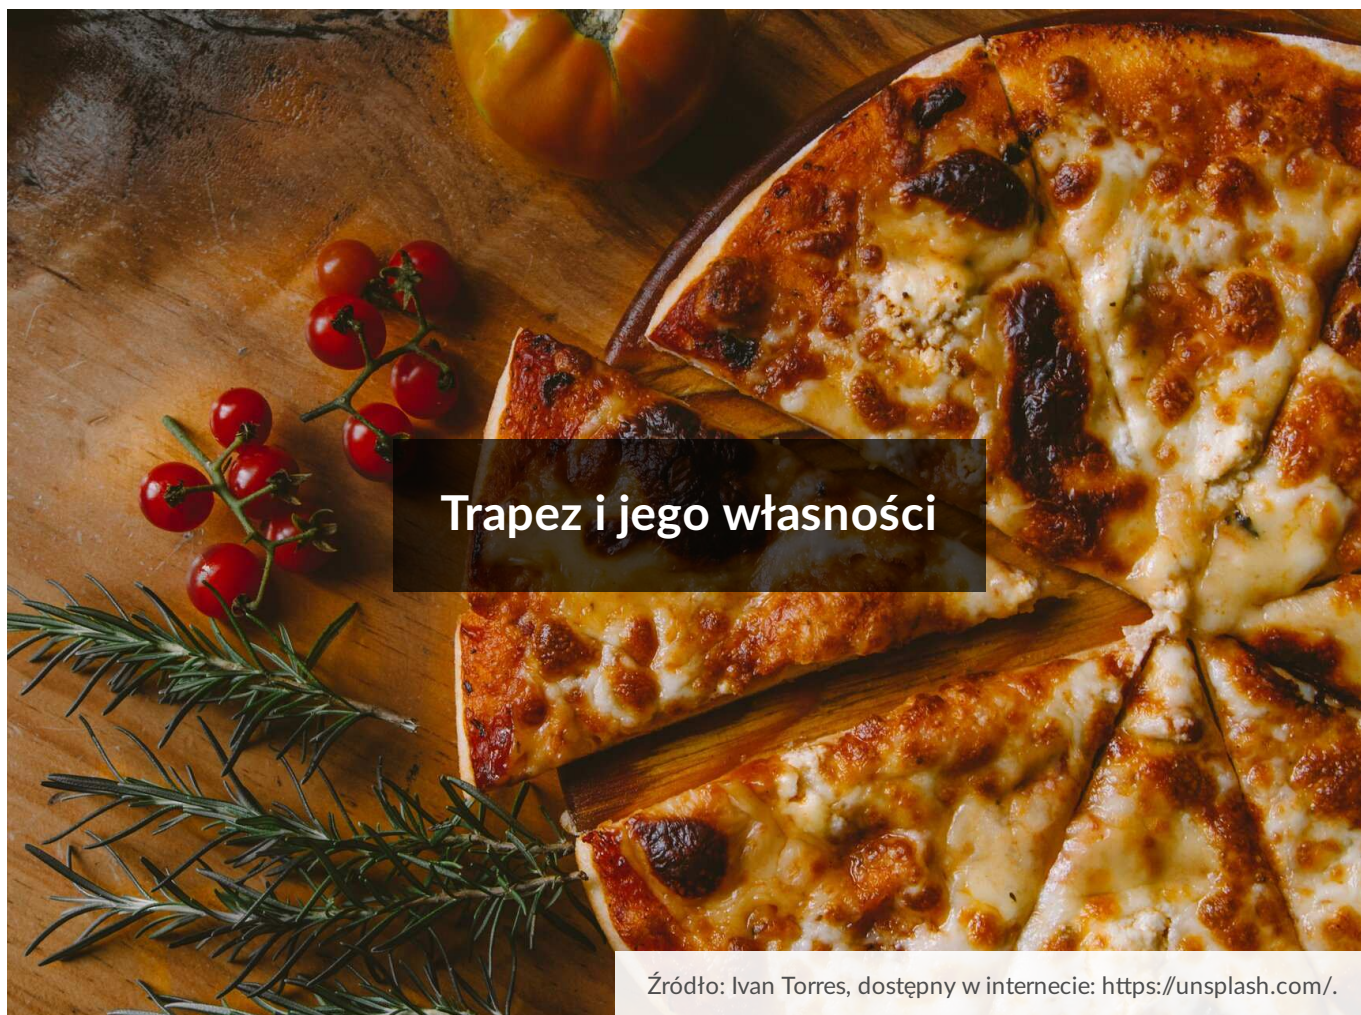 Trapez i jego własności
Źródło: Ivan Torres, dostępny w internecie: https://unsplash.com/.